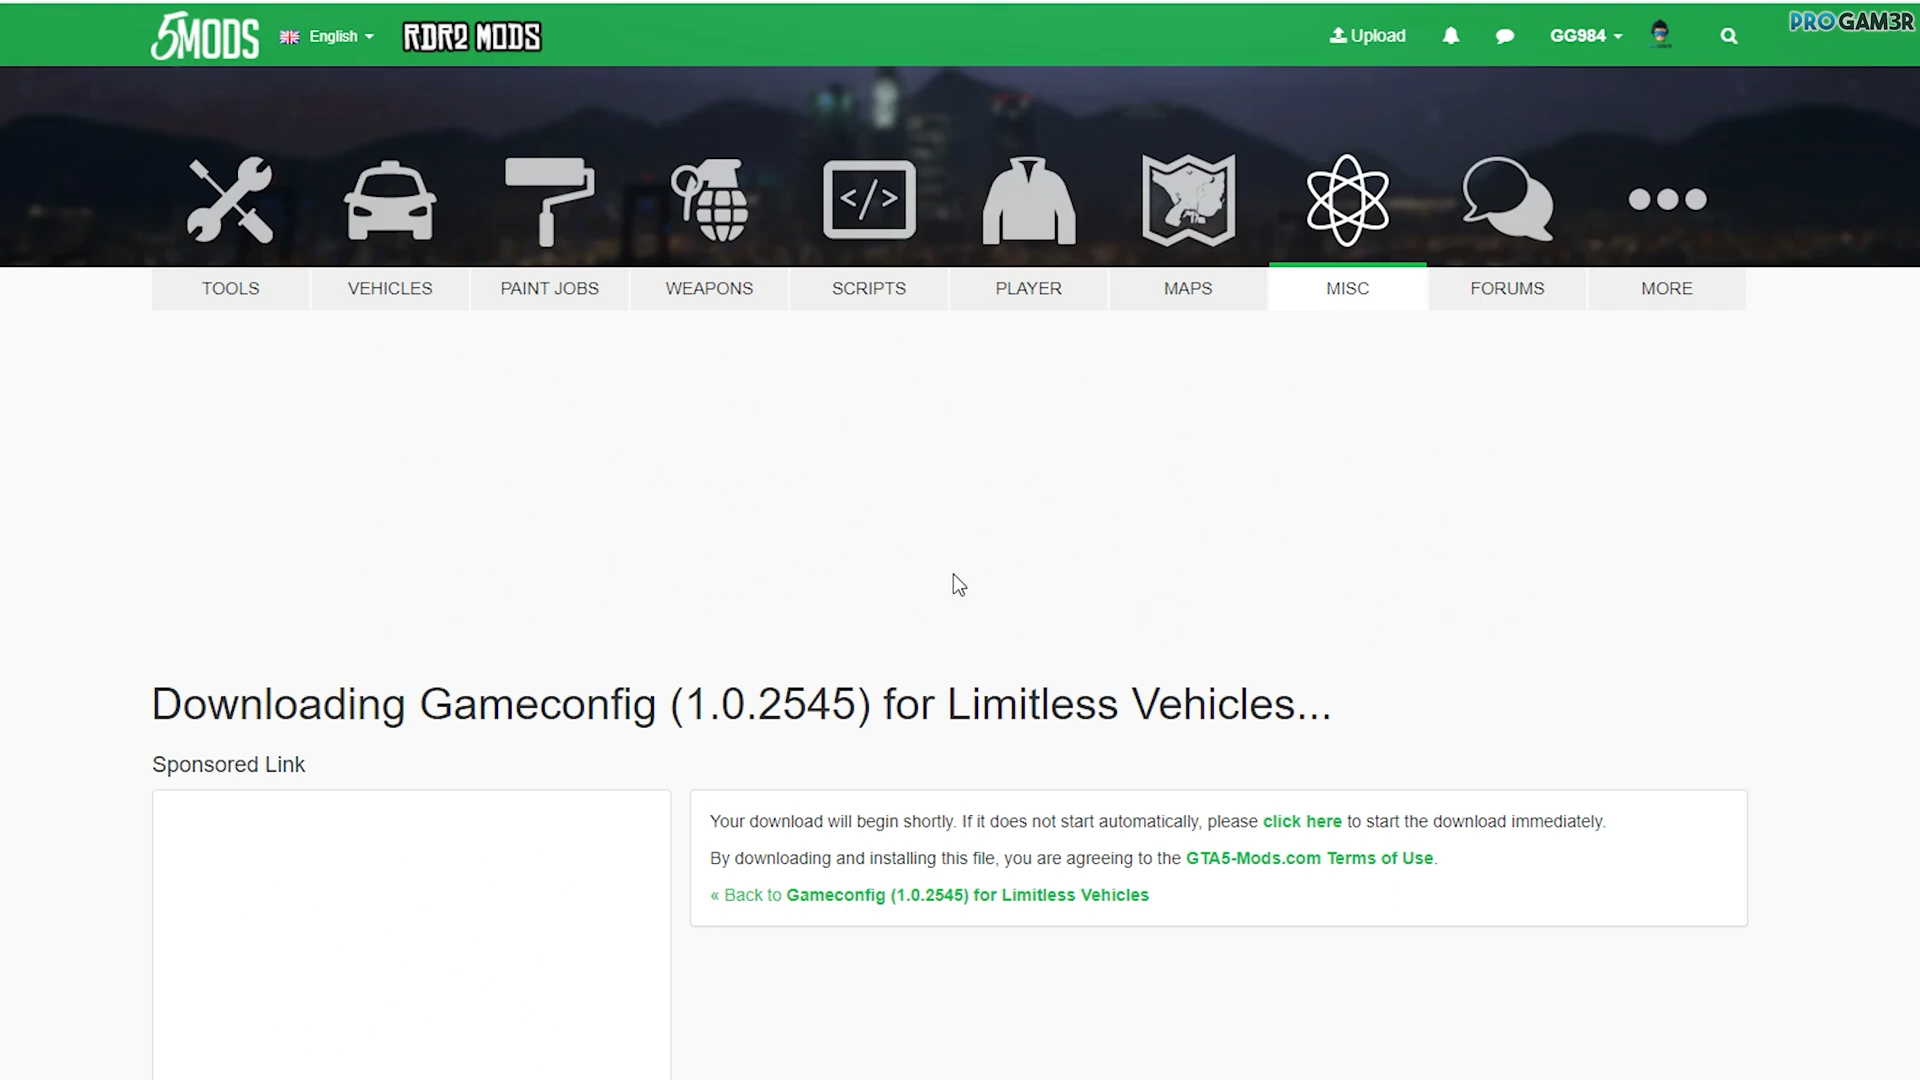 5MODS English RDR2 MODS Upload GG984 PROGAM3R
</>
TOOLS VEHICLES PAINT JOBS WEAPONS SCRIPTS PLAYER MAPS MISC FORUMS MORE
Downloading Gameconfig (1.0.2545) for Limitless Vehicles...
Sponsored Link
Your download will begin shortly. If it does not start automatically, please click here to start the download immediately.
By downloading and installing this file, you are agreeing to the GTA5-Mods.com Terms of Use.
« Back to Gameconfig (1.0.2545) for Limitless Vehicles